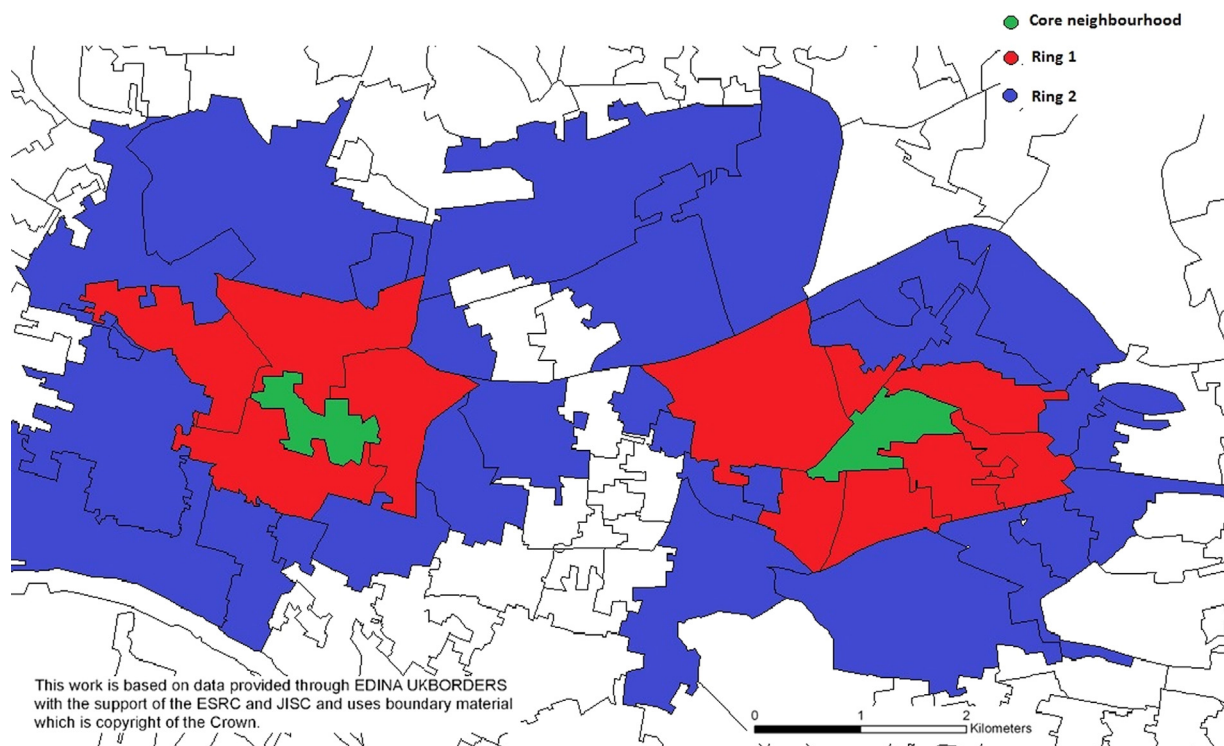 Core neighbourhood
Ring 1
Ring 2
This work is based on data provided through EDINA UKBORDERS
with the support of the ESRC and JISC and uses boundary material
which is copyright of the Crown.
0 1 2
Kilometers